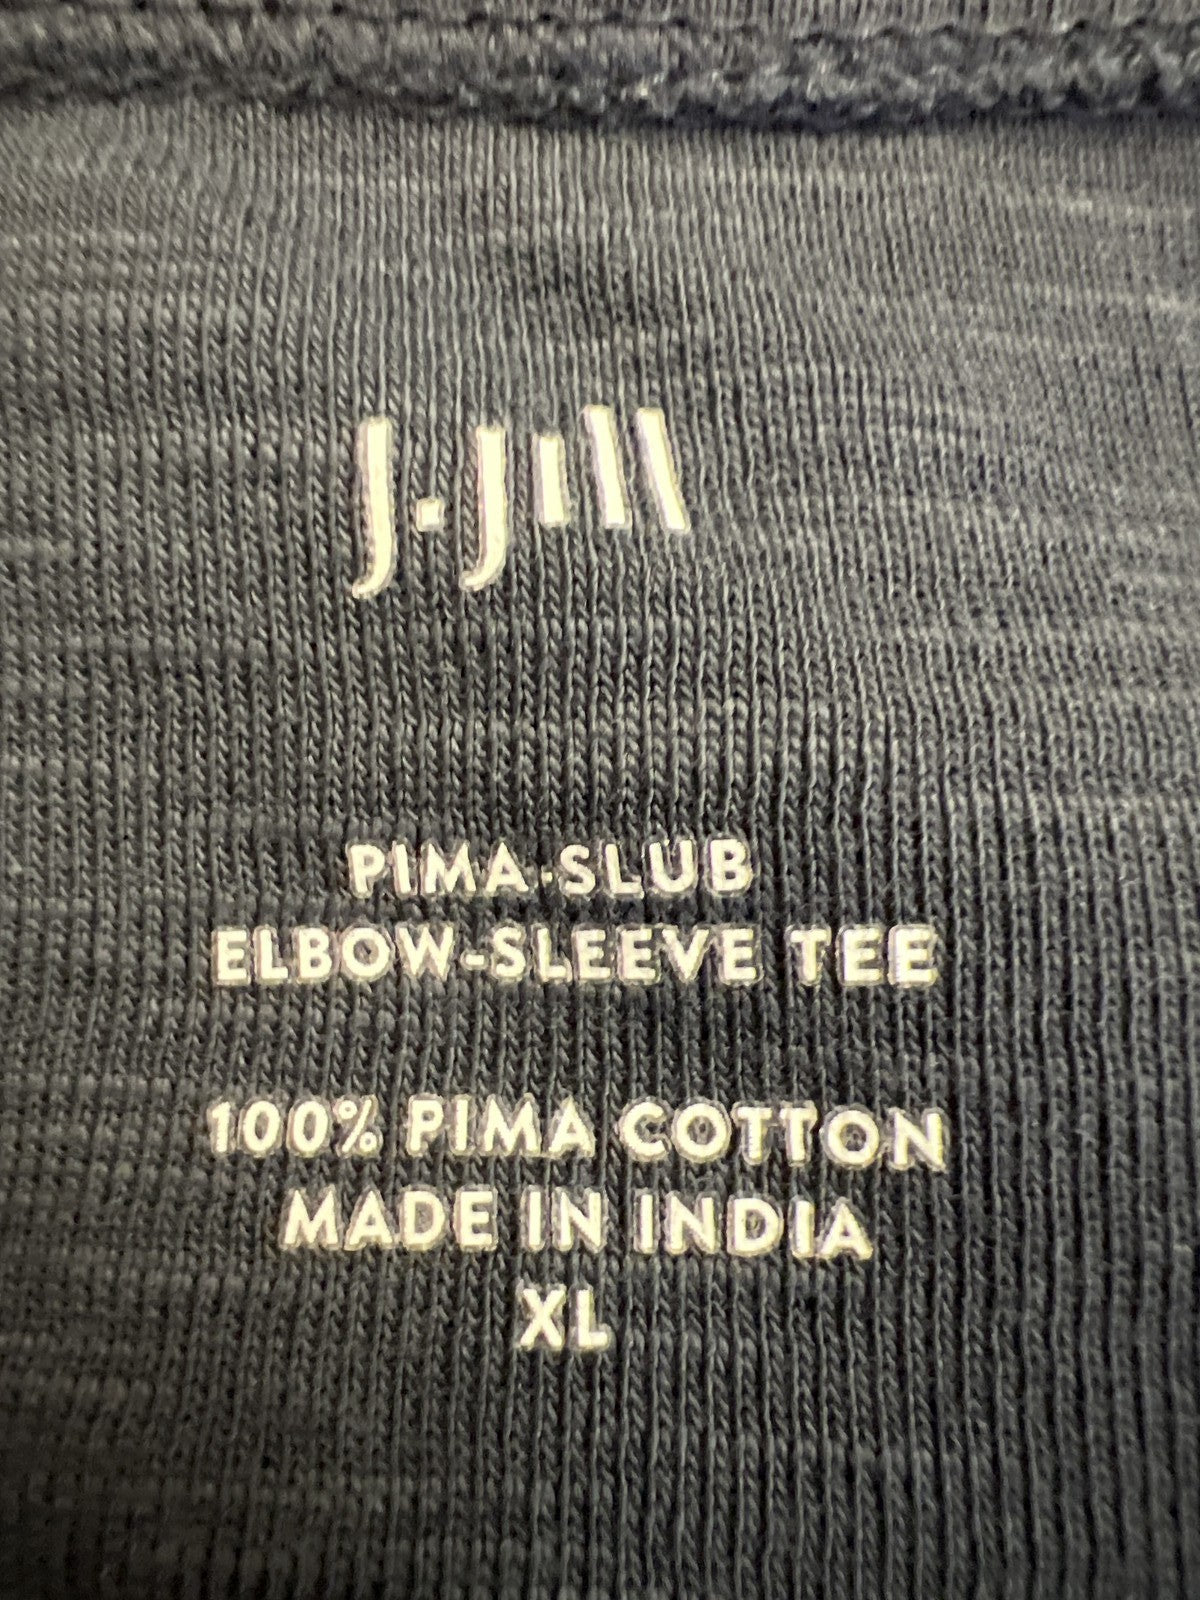 J.Jill
PIMA-SLUB
ELBOW-SLEEVE TEE
100% PIMA COTTON
MADE IN INDIA
XL